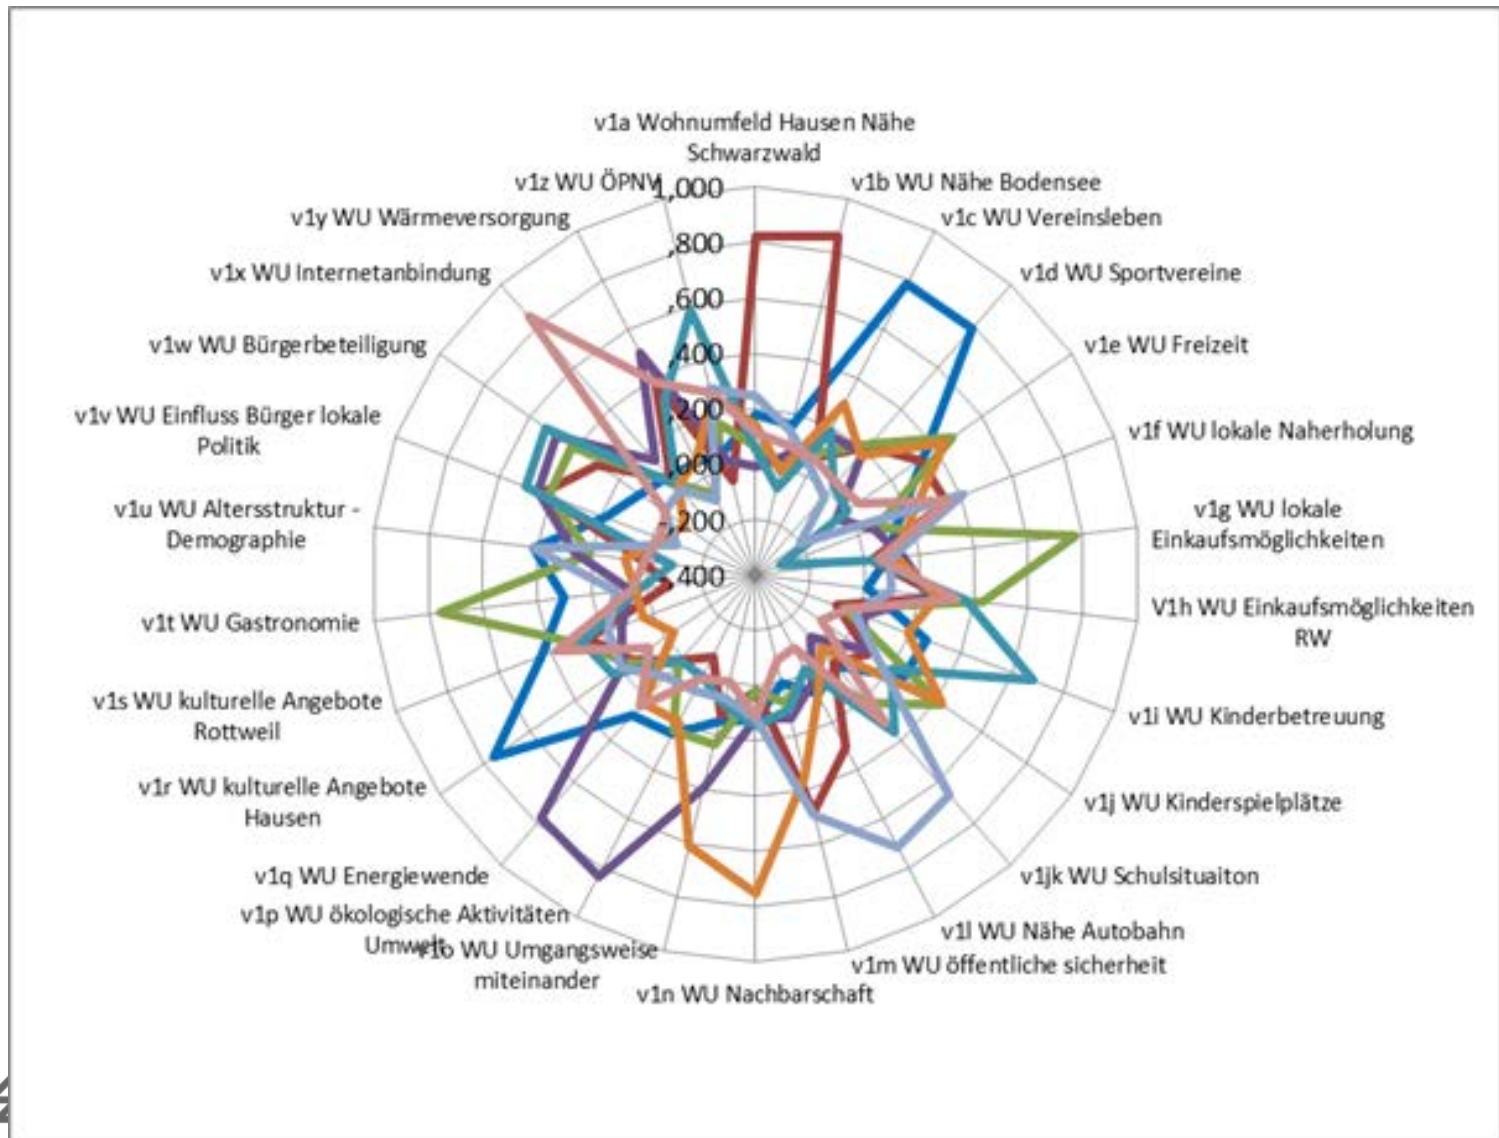 v1a Wohnumfeld Hausen Nähe
Schwarzwald
v1b WU Nähe Bodensee
v1c WU Vereinsleben
v1d WU Sportvereine
v1e WU Freizeit
v1f WU lokale Naherholung
v1g WU lokale
Einkaufsmöglichkeiten
V1h WU Einkaufsmöglichkeiten
RW
v1i WU Kinderbetreuung
v1j WU Kinderspielplätze
v1jk WU Schulsituaiton
v1l WU Nähe Autobahn
v1m WU öffentliche sicherheit
v1n WU Nachbarschaft
v1o WU Umgangsweise
miteinander
v1p WU ökologische Aktivitäten
Umwelt
v1q WU Energiewende
v1r WU kulturelle Angebote
Hausen
v1s WU kulturelle Angebote
Rottweil
v1t WU Gastronomie
v1u WU Altersstruktur -
Demographie
v1v WU Einfluss Bürger lokale
Politik
v1w WU Bürgerbeteiligung
v1x WU Internetanbindung
v1y WU Wärmeversorgung
v1z WU ÖPNV
1,000
,800
,600
,400
,200
,000
-,200
,400